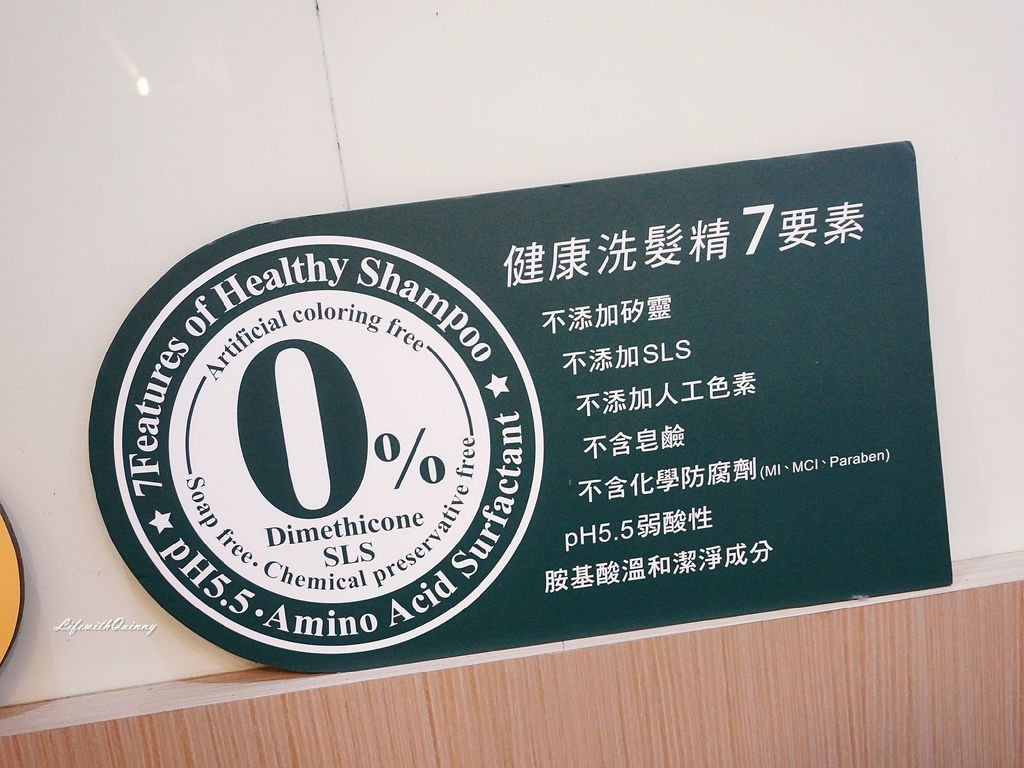 7Features of Healthy Shampoo
Artificial coloring free
0%
Dimethicone
SLS
Soap free. Chemical preservative free
pH5.5·Amino Acid Surfactant
健康洗髮精7要素
不添加矽靈
不添加SLS
不添加人工色素
不含皂鹼
不含化學防腐劑(MI、MCI、Paraben)
pH5.5弱酸性
胺基酸溫和潔淨成分
LifewithQuinny